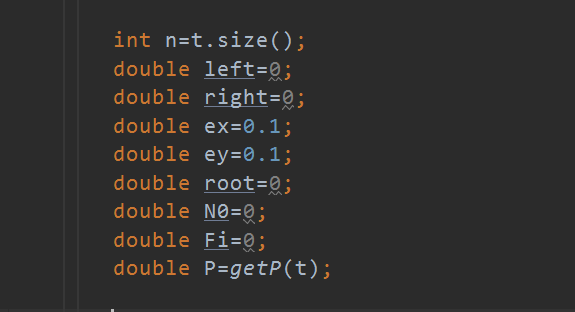 int n=t.size();
double left=0;
double right=0;
double ex=0.1;
double ey=0.1;
double root=0;
double N0=0;
double Fi=0;
double P=getP(t);